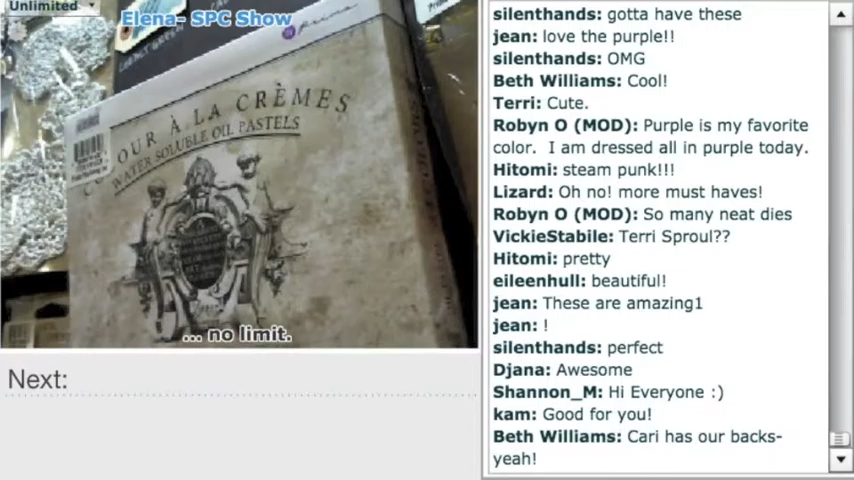 Unlimited
Elena- SPC Show
prima
OUR À LA CRÈMES
WATER SOLUBLE OIL PASTELS
... no limit.
Next:
silenthands: gotta have these
jean: love the purple!!
silenthands: OMG
Beth Williams: Cool!
Terri: Cute.
Robyn O (MOD): Purple is my favorite
color. I am dressed all in purple today.
Hitomi: steam punk!!!
Lizard: Oh no! more must haves!
Robyn O (MOD): So many neat dies
VickieStabile: Terri Sproul??
Hitomi: pretty
eileenhull: beautiful!
jean: These are amazing1
jean: !
silenthands: perfect
Djana: Awesome
Shannon_M: Hi Everyone :)
kam: Good for you!
Beth Williams: Cari has our backs-
yeah!